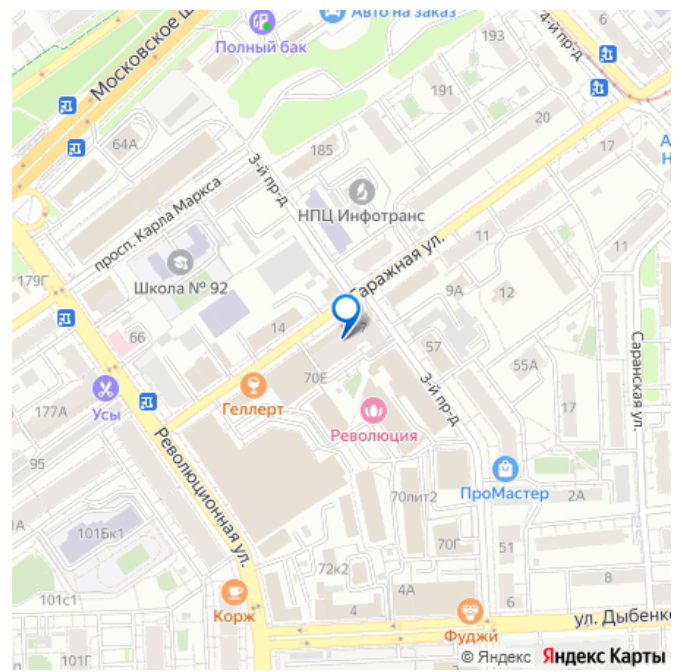 Авто на заказ
Полный бак
193
6
4-й пр-д
Московское ш
191
20
17
64А
185
3-й пр-д
А
Н
просп. Карла Маркса
НПЦ Инфотранс
Гаражная ул.
11
11
179Г
Школа № 92
9А
12
66
14
57
Саранская ул.
55А
177А
Усы
Геллерт
70Е
3-й пр-д
17
Революция
95
Революционная ул.
ПроМастер
70лит2
2А
1А
101Бк1
70Г
51
72к2
101с1
4А
8
Корж
4
6
ул. Дыбенко
Фуджи
101Г
© Яндекс Яндекс Карты